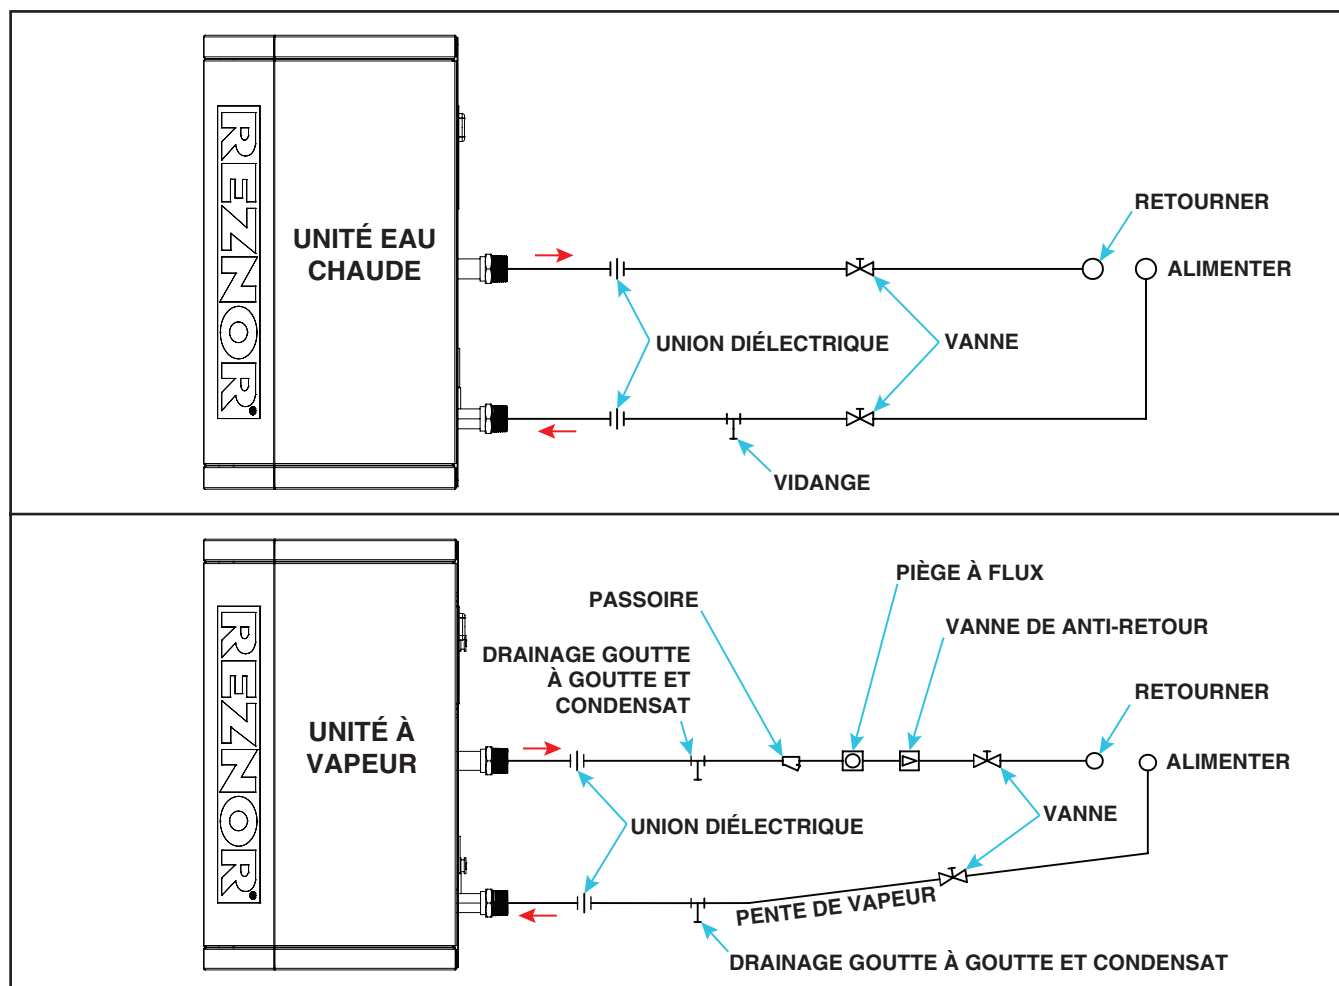 REZNOR®
UNITÉ EAU
CHAUDE
RETOURNER
ALIMENTER
UNION DIÉLECTRIQUE
VANNE
VIDANGE
REZNOR®
UNITÉ À
VAPEUR
PIÈGE À FLUX
PASSOIRE
VANNE DE ANTI-RETOUR
DRAINAGE GOUTTE
À GOUTTE ET
CONDENSAT
RETOURNER
ALIMENTER
VANNE
UNION DIÉLECTRIQUE
PENTE DE VAPEUR
DRAINAGE GOUTTE À GOUTTE ET CONDENSAT